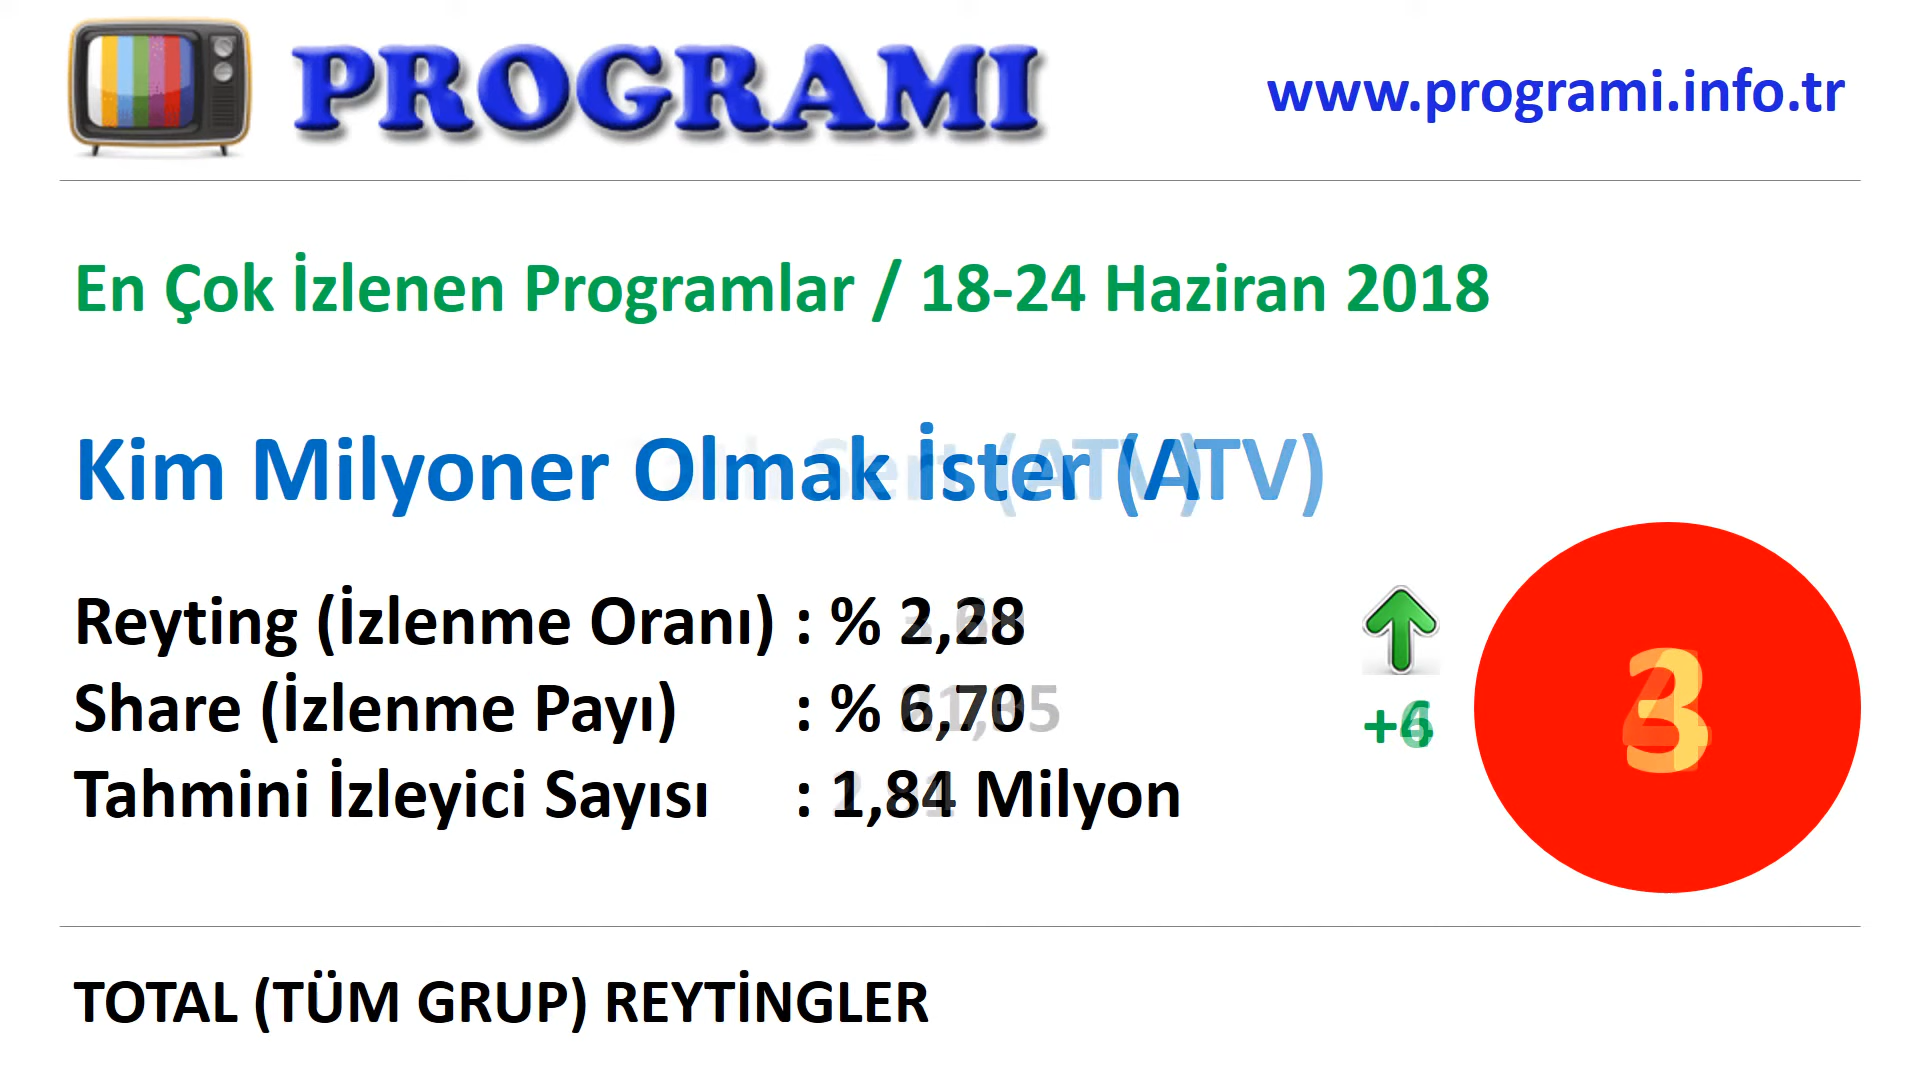 PROGRAMI
www.programi.info.tr
En Çok İzlenen Programlar / 18-24 Haziran 2018
Kim Milyoner Olmak İster (ATV)
Reyting (İzlenme Oranı) : % 2,28
Share (İzlenme Payı) : % 6,70
Tahmini İzleyici Sayısı : 1,84 Milyon
3
TOTAL (TÜM GRUP) REYTİNGLER